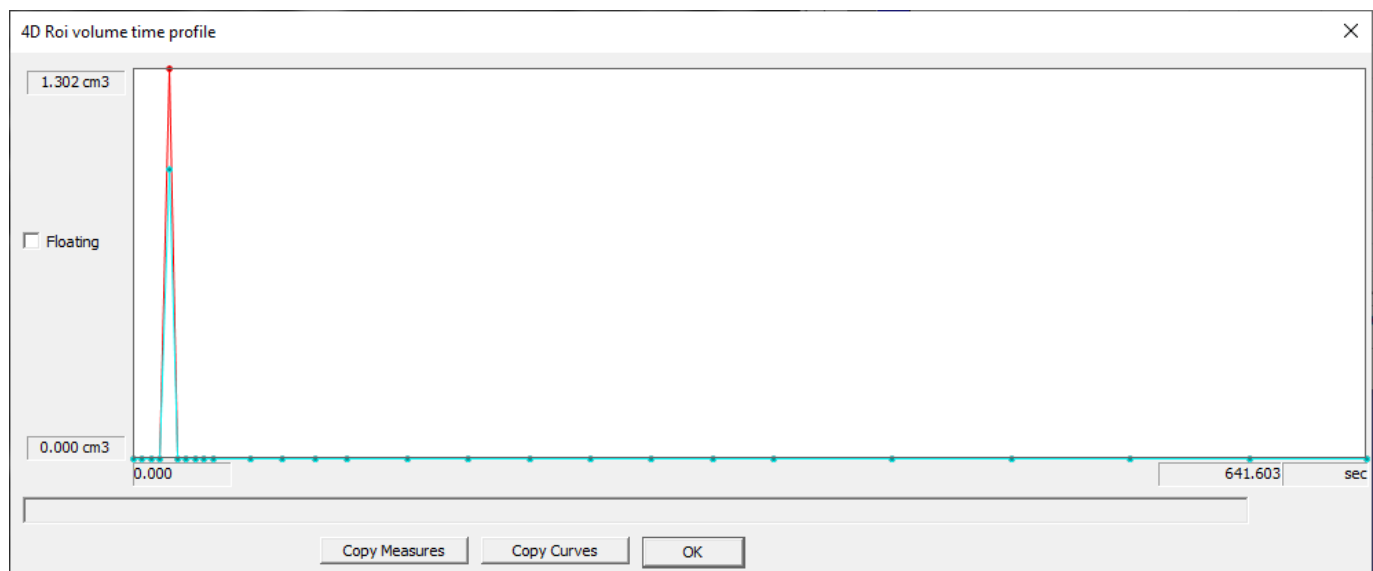 4D Roi volume time profile
1.302 cm3
Floating
0.000 cm3
0.000 641.603 sec
Copy Measures Copy Curves OK